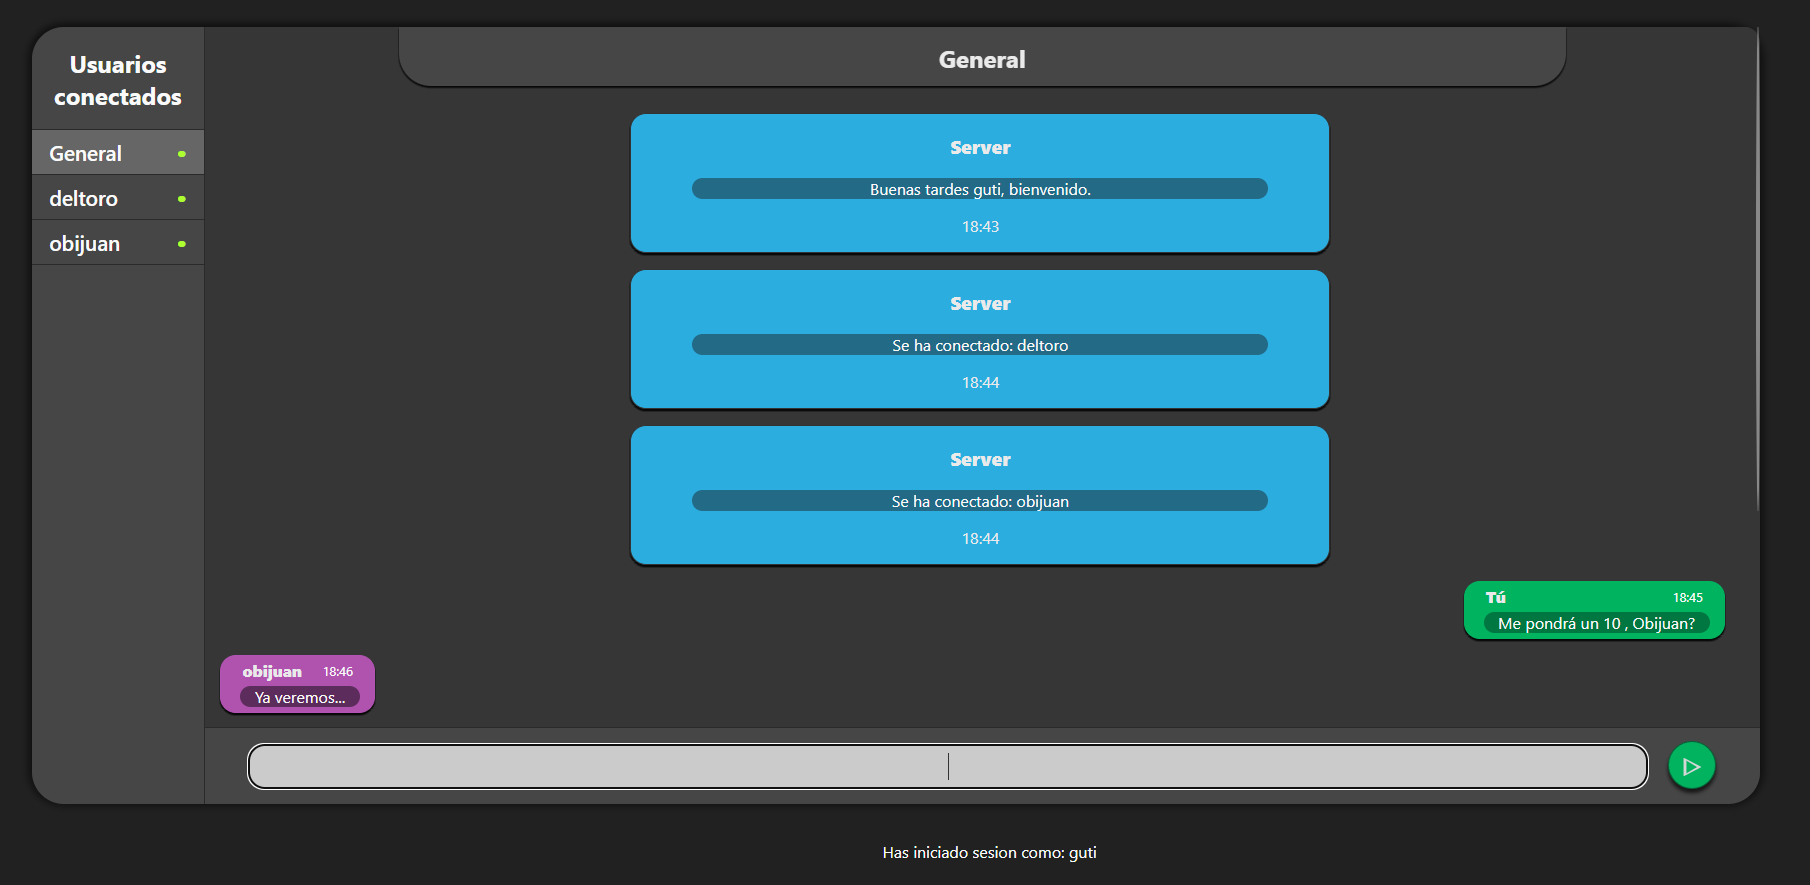 Usuarios
conectados
General
deltoro
obijuan
General
Server
Buenas tardes guti, bienvenido.
18:43
Server
Se ha conectado: deltoro
18:44
Server
Se ha conectado: obijuan
18:44
Tú 18:45
Me pondrá un 10 , Obijuan?
obijuan 18:46
Ya veremos...
Has iniciado sesion como: guti